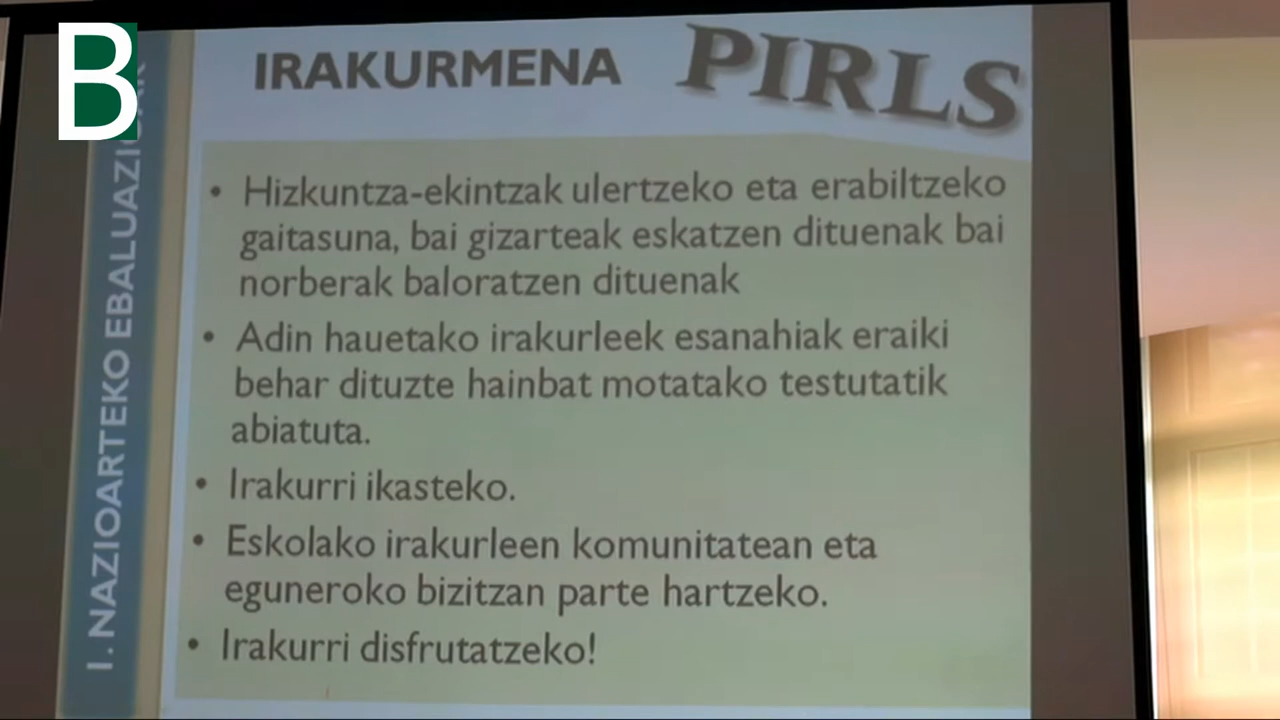 B
IRAKURMENA
PIRLS
• Hizkuntza-ekintzak ulertzeko eta erabiltzeko
gaitasuna, bai gizarteak eskatzen dituenak bai
norberak baloratzen dituenak
• Adin hauetako irakurleek esanahiak eraiki
behar dituzte hainbat motatako testutatik
abiatuta.
• Irakurri ikasteko.
• Eskolako irakurleen komunitatean eta
eguneroko bizitzan parte hartzeko.
• Irakurri disfrutatzeko!
I. NAZIOARTEKO